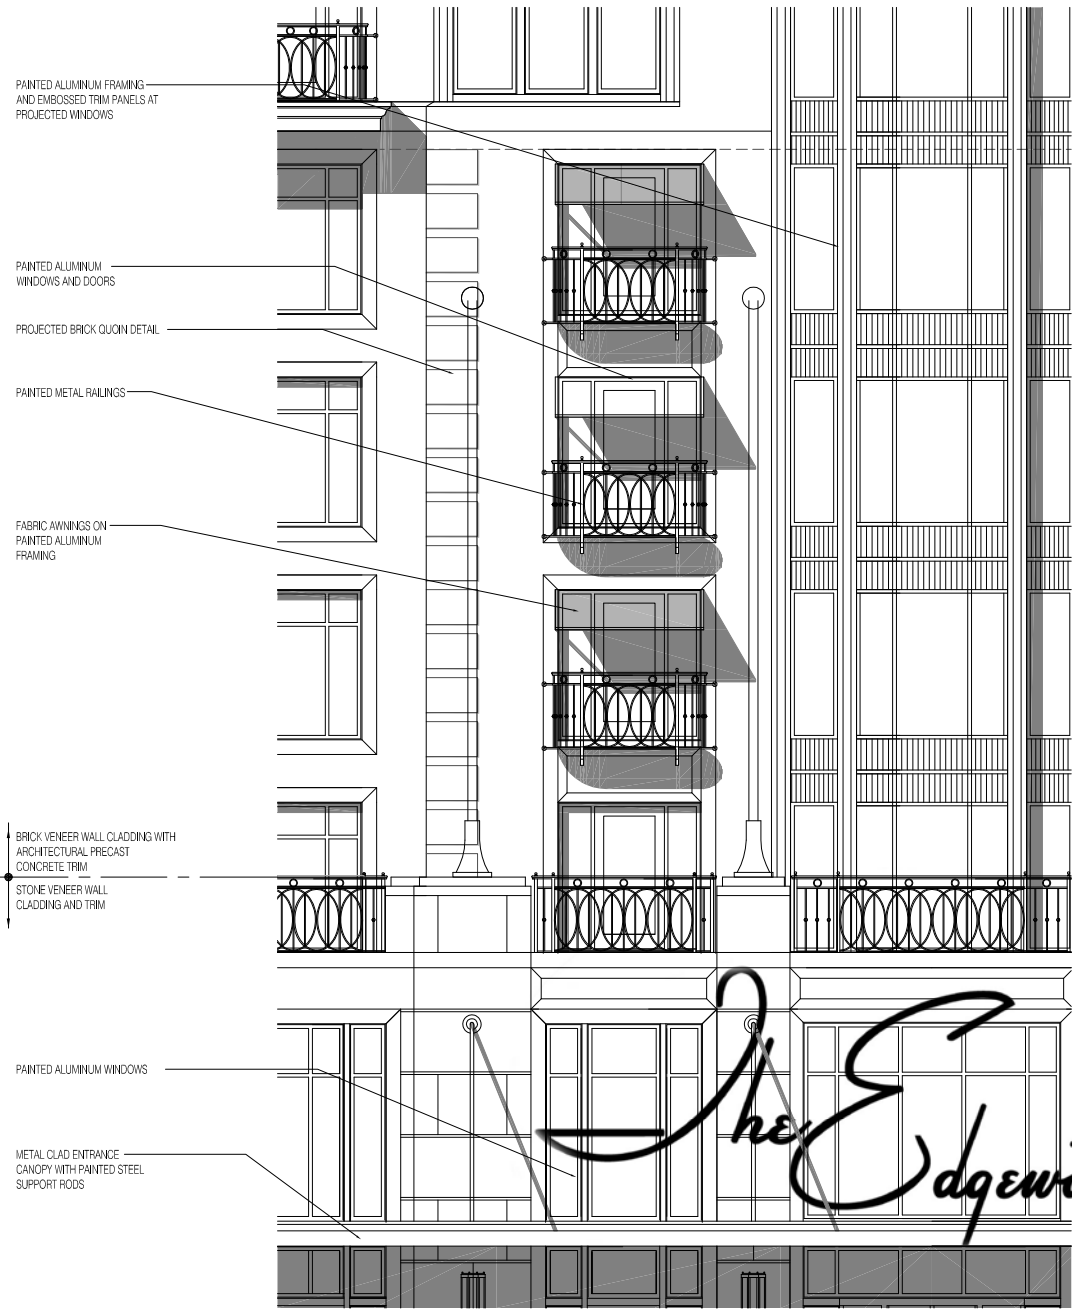 PAINTED ALUMINUM FRAMING
AND EMBOSSED TRIM PANELS AT
PROJECTED WINDOWS
PAINTED ALUMINUM
WINDOWS AND DOORS
PROJECTED BRICK QUOIN DETAIL
PAINTED METAL RAILINGS
FABRIC AWNINGS ON
PAINTED ALUMINUM
FRAMING
BRICK VENEER WALL CLADDING WITH
ARCHITECTURAL PRECAST
CONCRETE TRIM
STONE VENEER WALL
CLADDING AND TRIM
PAINTED ALUMINUM WINDOWS
METAL CLAD ENTRANCE
CANOPY WITH PAINTED STEEL
SUPPORT RODS
The